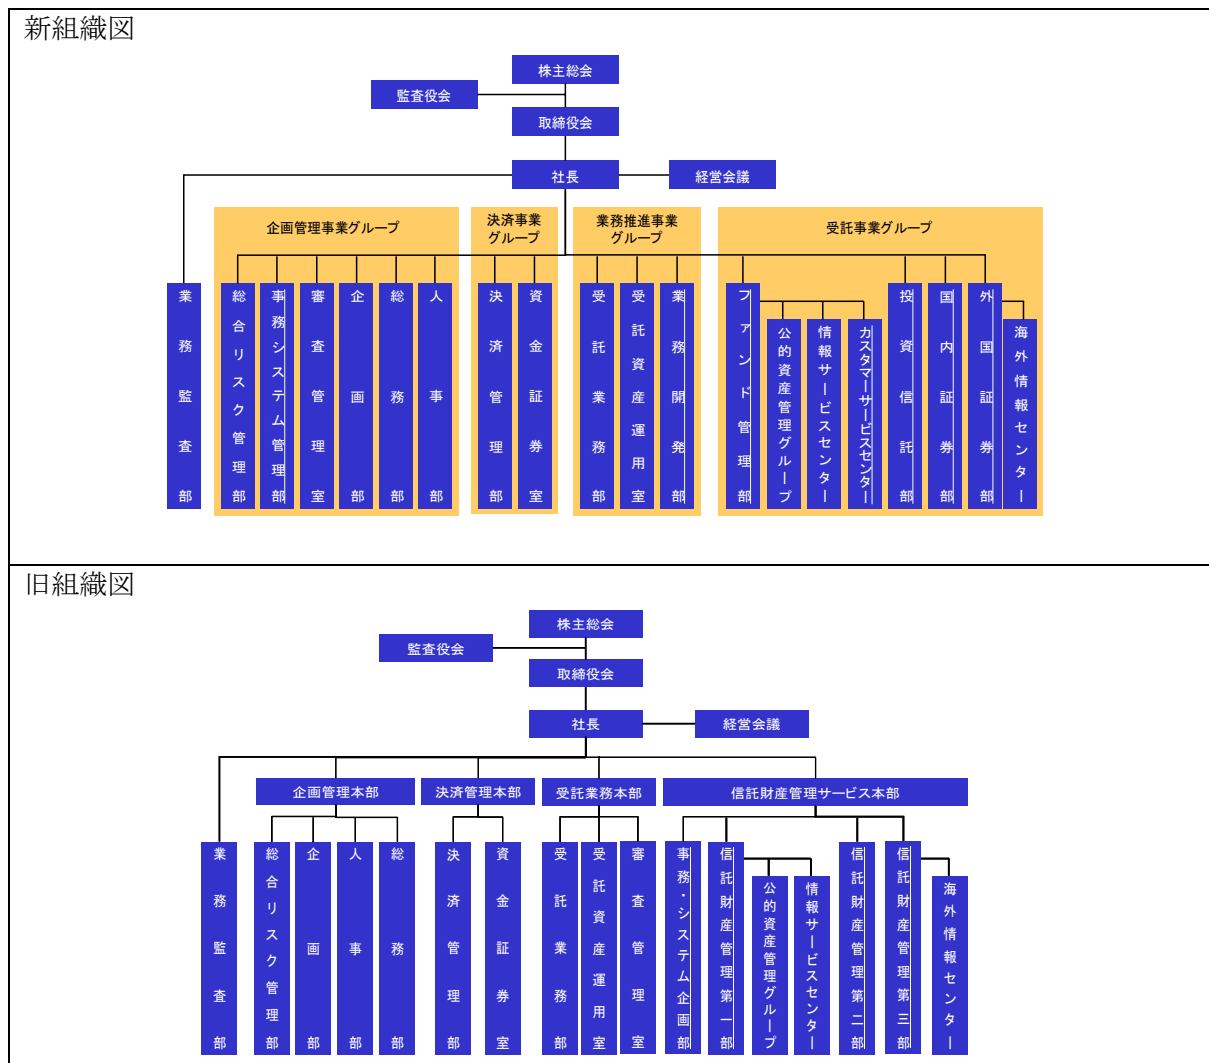 新組織図
株主総会
監査役会
取締役会
社長
経営会議
企画管理事業グループ
決済事業
グループ
業務推進事業
グループ
受託事業グループ
業務監査部
総合リスク管理部
事務システム管理部
審査管理室
企画部
総務部
人事部
決済管理部
資金証券室
受託業務部
受託資産運用室
業務開発部
ファンド管理部
公的資産管理グループ
情報サービスセンター
カスタマーサービスセンター
投資信託部
国内証券部
外国証券部
海外情報センター
旧組織図
株主総会
監査役会
取締役会
社長
経営会議
企画管理本部
決済管理本部
受託業務本部
信託財産管理サービス本部
業務監査部
総合リスク管理部
企画部
人事部
総務部
決済管理部
資金証券室
受託業務部
受託資産運用室
審査管理室
事務・システム企画部
信託財産管理第一部
公的資産管理グループ
情報サービスセンター
信託財産管理第二部
信託財産管理第三部
海外情報センター